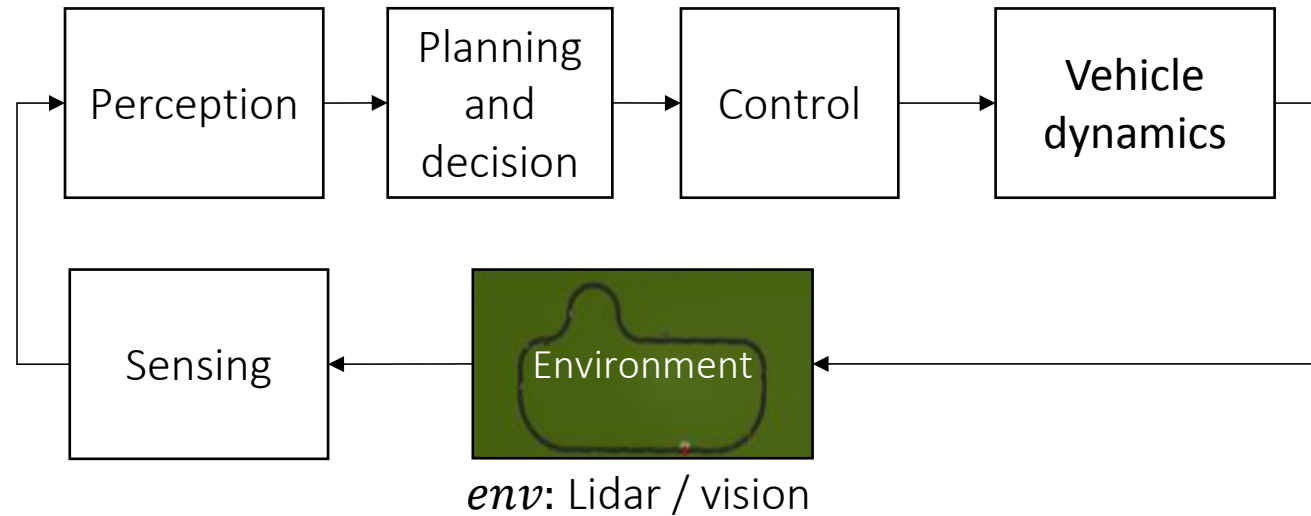 Perception
Planning
and
decision
Control
Vehicle
dynamics
Sensing
Environment
env: Lidar / vision